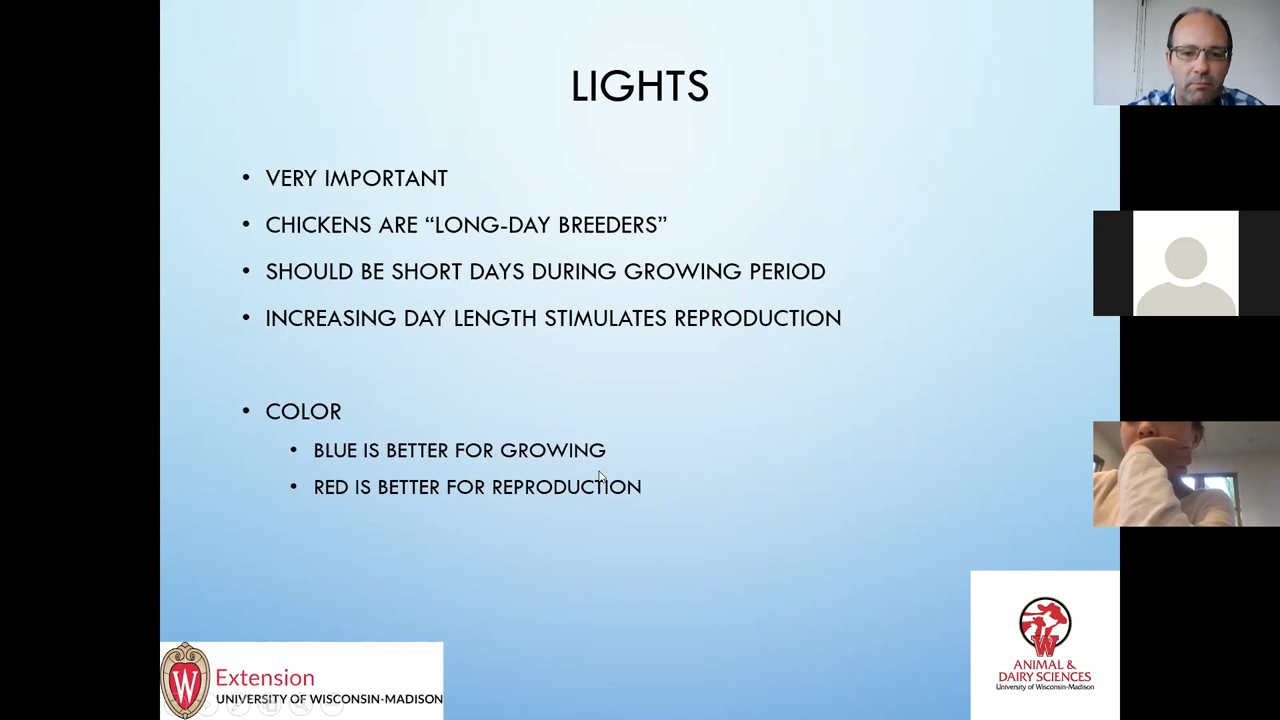 LIGHTS
• VERY IMPORTANT
• CHICKENS ARE “LONG-DAY BREEDERS”
• SHOULD BE SHORT DAYS DURING GROWING PERIOD
• INCREASING DAY LENGTH STIMULATES REPRODUCTION
• COLOR
• BLUE IS BETTER FOR GROWING
• RED IS BETTER FOR REPRODUCTION
W
Extension
UNIVERSITY OF WISCONSIN-MADISON
W
ANIMAL &
DAIRY SCIENCES
University of Wisconsin-Madison